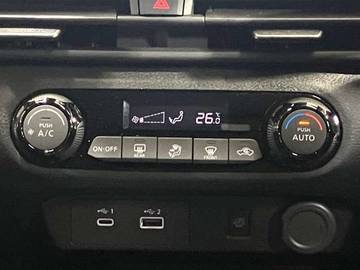 26.0
PUSH
A/C
PUSH
AUTO
ON·OFF
REAR
FRONT
1
2